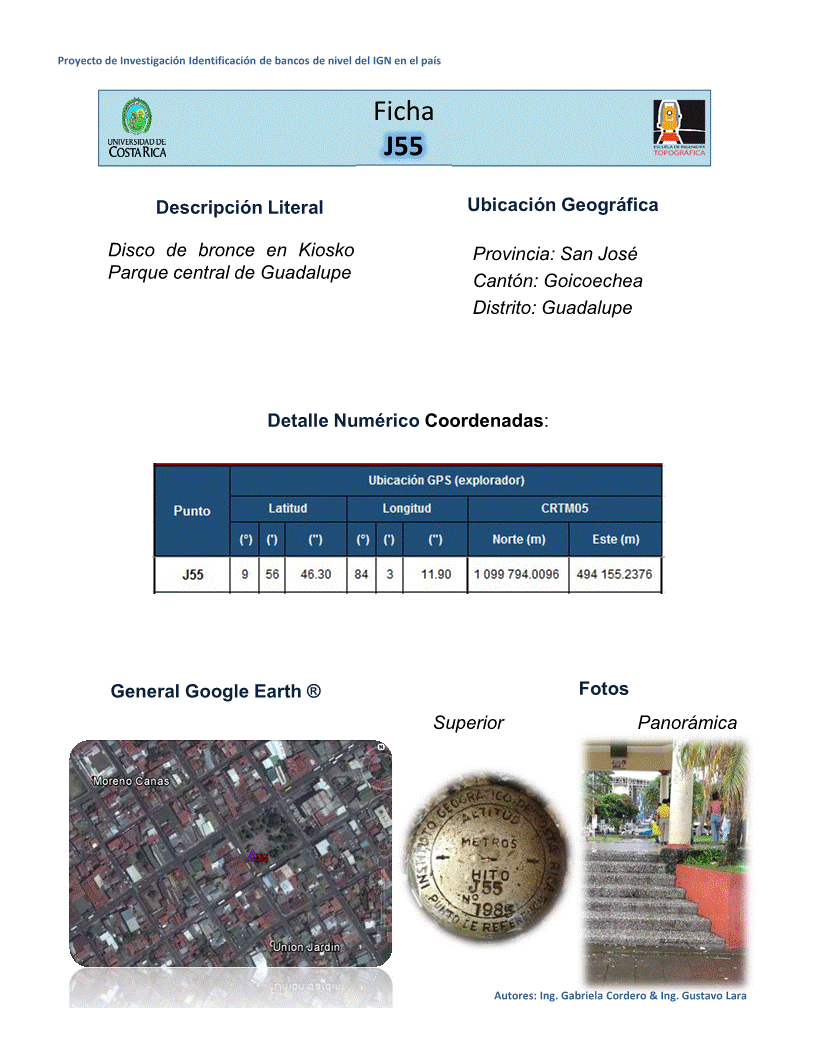 Proyecto de Investigación Identificación de bancos de nivel del IGN en el país
UNIVERSIDAD DE
COSTA RICA
Ficha
J55
ESCUELA DE INGENIERÍA
TOPOGRÁFICA
Descripción Literal
Disco de bronce en Kiosko
Parque central de Guadalupe
Ubicación Geográfica
Provincia: San José
Cantón: Goicoechea
Distrito: Guadalupe
Detalle Numérico Coordenadas:
Punto
Ubicación GPS (explorador)
Latitud Longitud CRTM05
(°) (') ('') (°) (') ('') Norte (m) Este (m)
J55 9 56 46.30 84 3 11.90 1 099 794.0096 494 155.2376
General Google Earth ®
Fotos
Superior Panorámica
Moreno Canas
J55
Union Jardin
INSTITUTO GEOGRATICO DE COSTA RICA
ALTITUD
METROS
HITO
J55
Nº
1985
PUNTO DE REFERENCIA
Autores: Ing. Gabriela Cordero & Ing. Gustavo Lara